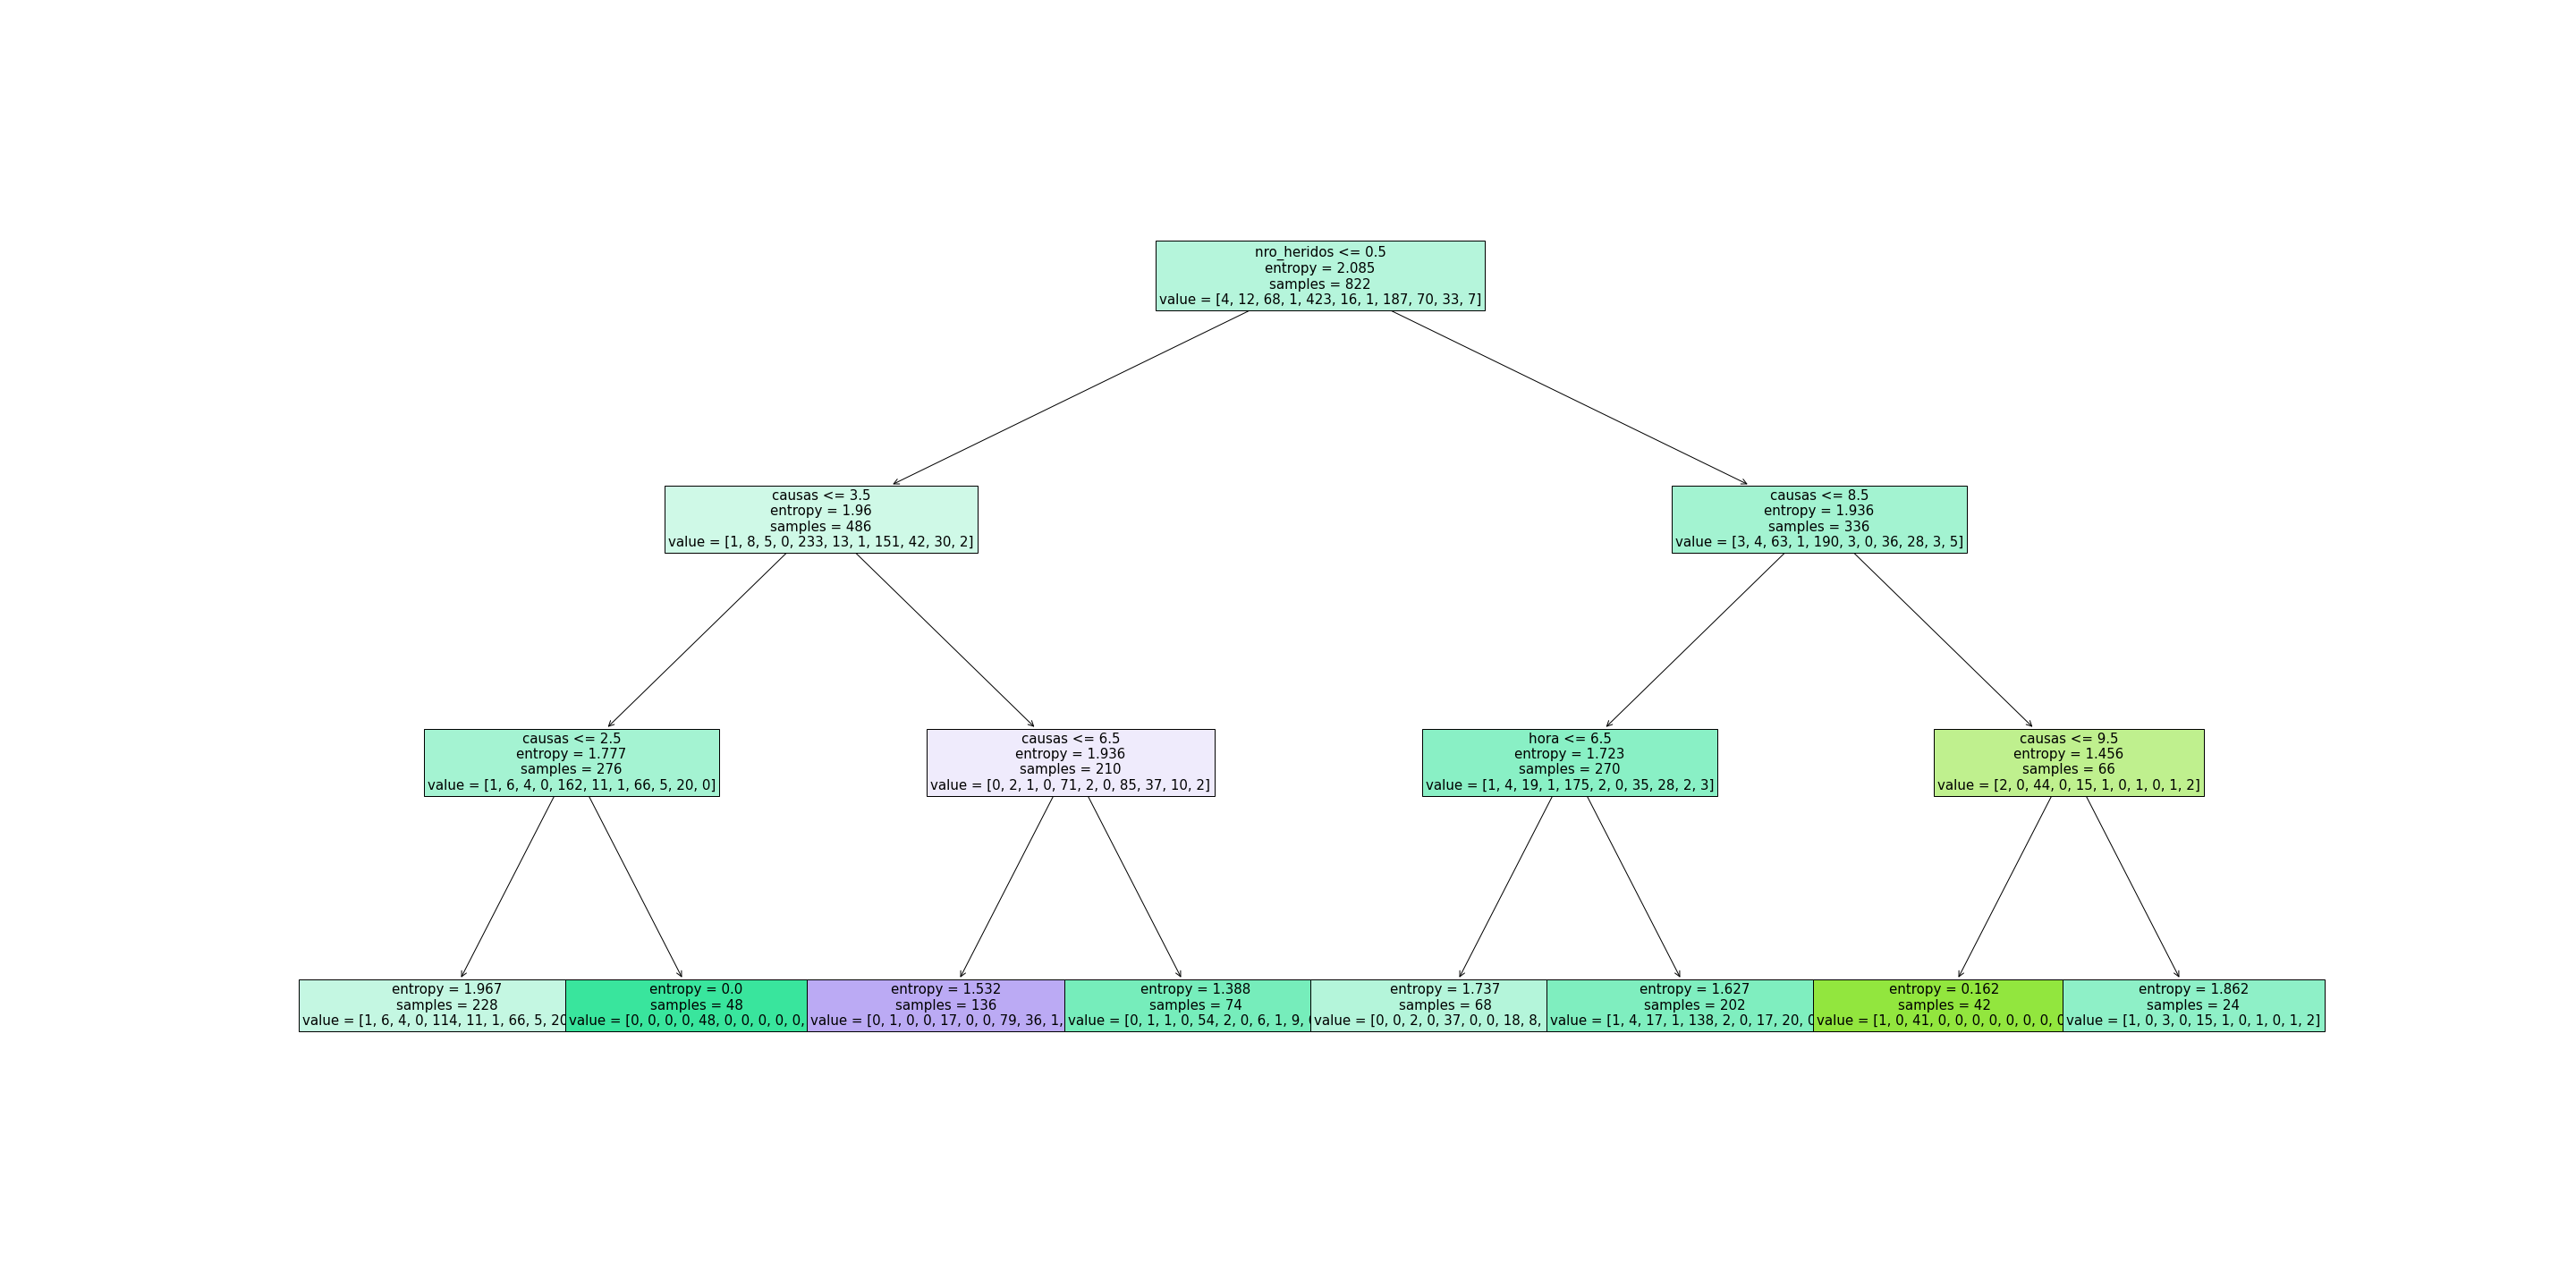 nro_heridos <= 0.5
entropy = 2.085
samples = 822
value = [4, 12, 68, 1, 423, 16, 1, 187, 70, 33, 7]
causas <= 3.5
entropy = 1.96
samples = 486
value = [1, 8, 5, 0, 233, 13, 1, 151, 42, 30, 2]
causas <= 8.5
entropy = 1.936
samples = 336
value = [3, 4, 63, 1, 190, 3, 0, 36, 28, 3, 5]
causas <= 2.5
entropy = 1.777
samples = 276
value = [1, 6, 4, 0, 162, 11, 1, 66, 5, 20, 0]
causas <= 6.5
entropy = 1.936
samples = 210
value = [0, 2, 1, 0, 71, 2, 0, 85, 37, 10, 2]
hora <= 6.5
entropy = 1.723
samples = 270
value = [1, 4, 19, 1, 175, 2, 0, 35, 28, 2, 3]
causas <= 9.5
entropy = 1.456
samples = 66
value = [2, 0, 44, 0, 15, 1, 0, 1, 0, 1, 2]
entropy = 1.967
samples = 228
value = [1, 6, 4, 0, 114, 11, 1, 66, 5, 20
entropy = 0.0
samples = 48
value = [0, 0, 0, 0, 48, 0, 0, 0, 0, 0,
entropy = 1.532
samples = 136
value = [0, 1, 0, 0, 17, 0, 0, 79, 36, 1,
entropy = 1.388
samples = 74
value = [0, 1, 1, 0, 54, 2, 0, 6, 1, 9,
entropy = 1.737
samples = 68
value = [0, 0, 2, 0, 37, 0, 0, 18, 8,
entropy = 1.627
samples = 202
value = [1, 4, 17, 1, 138, 2, 0, 17, 20, 0
entropy = 0.162
samples = 42
value = [1, 0, 41, 0, 0, 0, 0, 0, 0, 0
entropy = 1.862
samples = 24
value = [1, 0, 3, 0, 15, 1, 0, 1, 0, 1, 2]